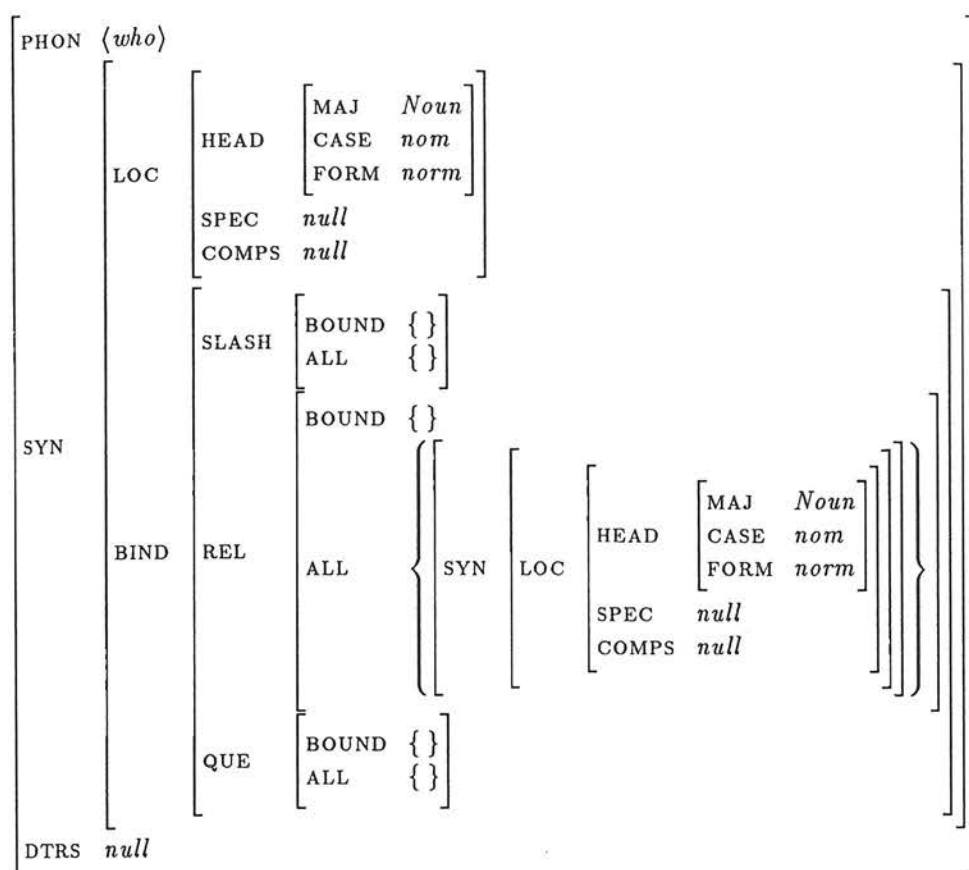 PHON ⟨who⟩
MAJ Noun
HEAD CASE nom
LOC FORM norm
SPEC null
COMPS null
BOUND { }
SLASH
ALL { }
BOUND { }
SYN
MAJ Noun
HEAD CASE nom
BIND REL ALL { SYN LOC FORM norm }
SPEC null
COMPS null
BOUND { }
QUE
ALL { }
DTRS null